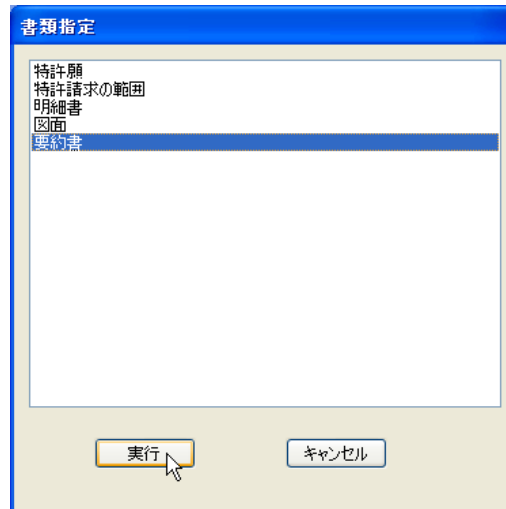 書類指定
特許願
特許請求の範囲
明細書
図面
要約書
実行
キャンセル